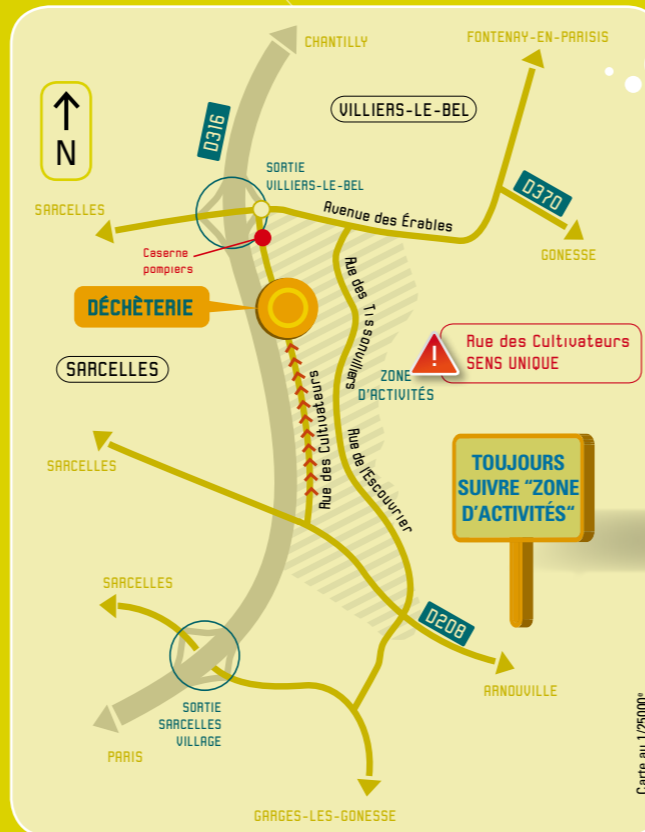 CHANTILLY
FONTENAY-EN-PARISIS
VILLIERS-LE-BEL
N
D316
SORTIE
VILLIERS-LE-BEL
D370
SARCELLES
Avenue des Érables
GONESSE
Caserne
pompiers
DÉCHÈTERIE
Rue des Tissonvilliers
Rue des Cultivateurs
SENS UNIQUE
SARCELLES
ZONE
D'ACTIVITÉS
Rue des Cultivateurs
Rue de l'Escouvrier
SARCELLES
TOUJOURS
SUIVRE "ZONE
D'ACTIVITÉS"
SARCELLES
D208
ARNOUVILLE
SORTIE
SARCELLES
VILLAGE
PARIS
GARGES-LES-GONESSE
Carte au 1/25000e